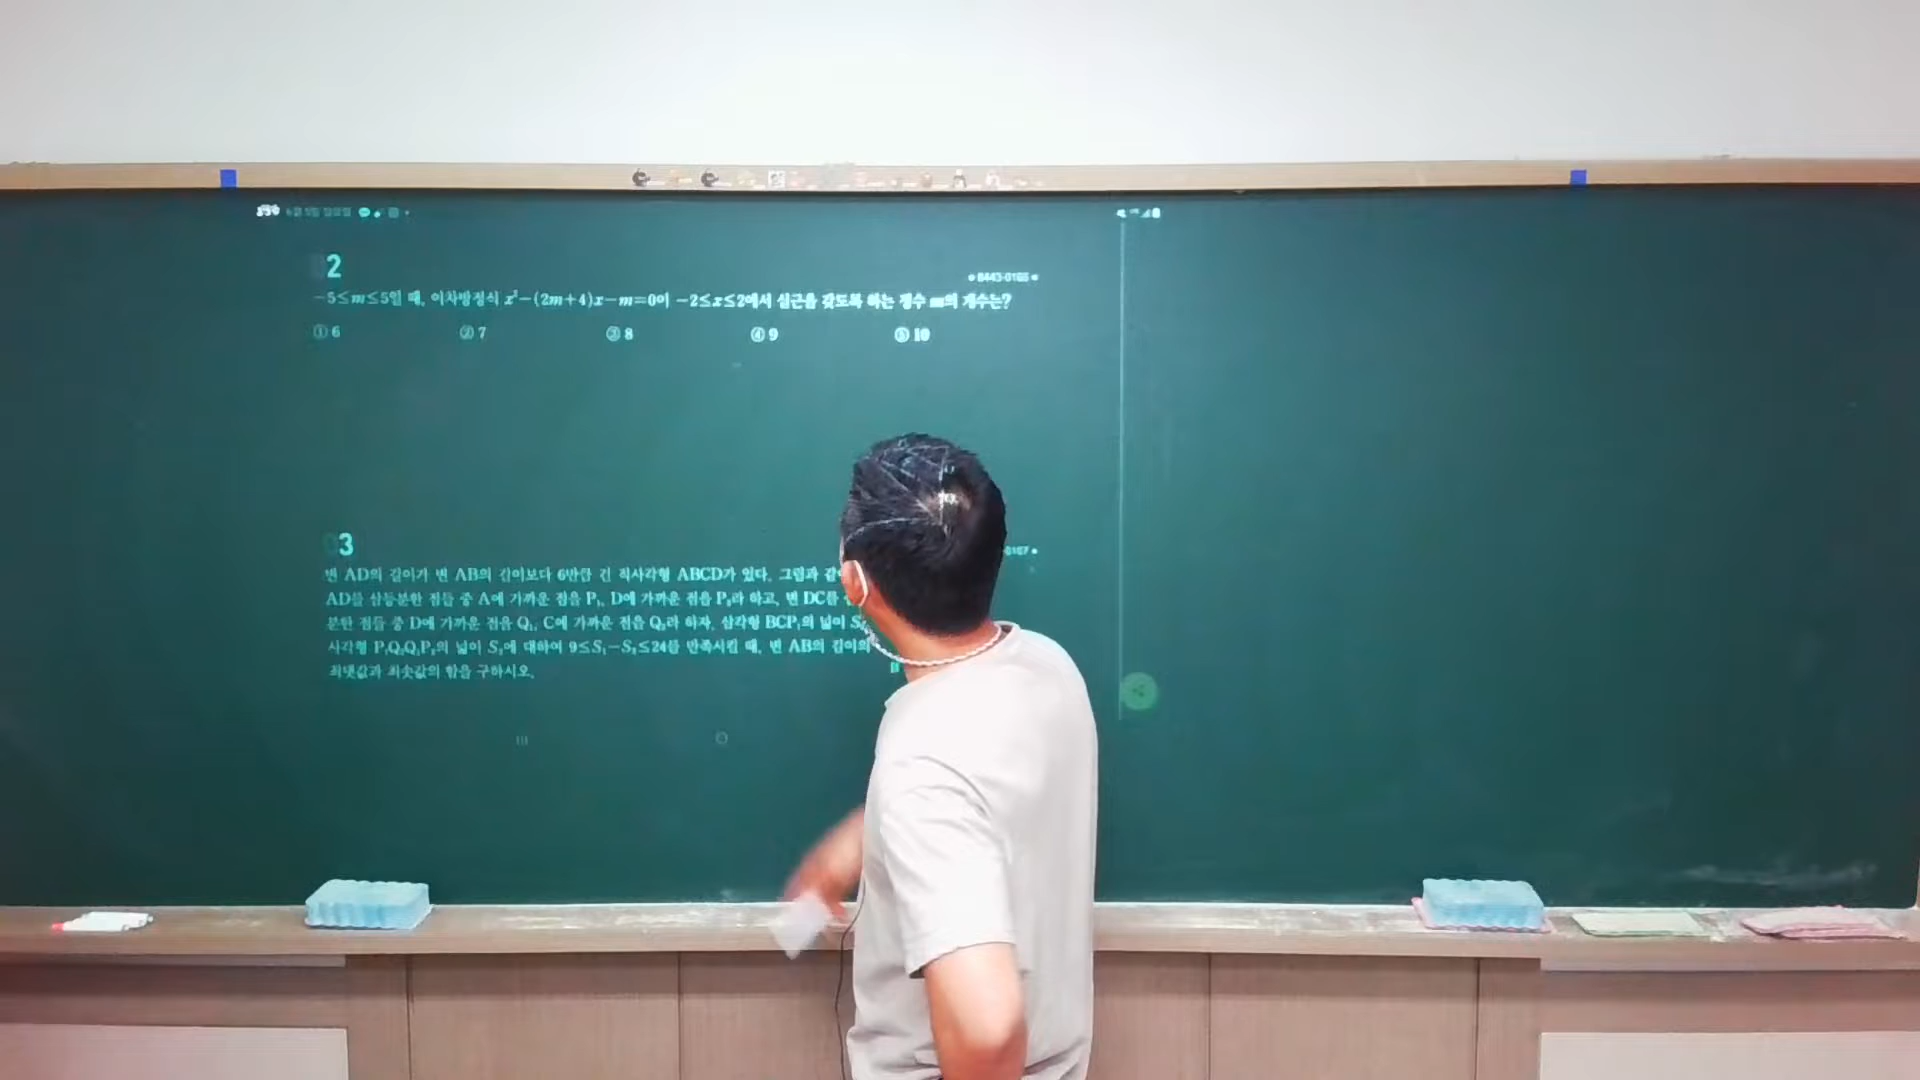 2
8443-0166
-5≤m≤5일 때, 이차방정식 x²-(2m+4)x-m=0이 -2≤x≤2에서 실근을 갖도록 하는 정수 m의 개수는?
① 6 ② 7 ③ 8 ④ 9 ⑤ 10
3
0167
변 AD의 길이가 변 AB의 길이보다 6만큼 긴 직사각형 ABCD가 있다. 그림과 같
AD를 삼등분한 점들 중 A에 가까운 점을 P₁, D에 가까운 점을 P₂라 하고, 변 DC를
분한 점들 중 D에 가까운 점을 Q₁, C에 가까운 점을 Q₂라 하자. 삼각형 BCP₁의 넓이 S
사각형 P₁Q₂Q₁P₂의 넓이 S₂에 대하여 9≤S₁-S₂≤24를 만족시킬 때, 변 AB의 길이의
최댓값과 최솟값의 합을 구하시오.